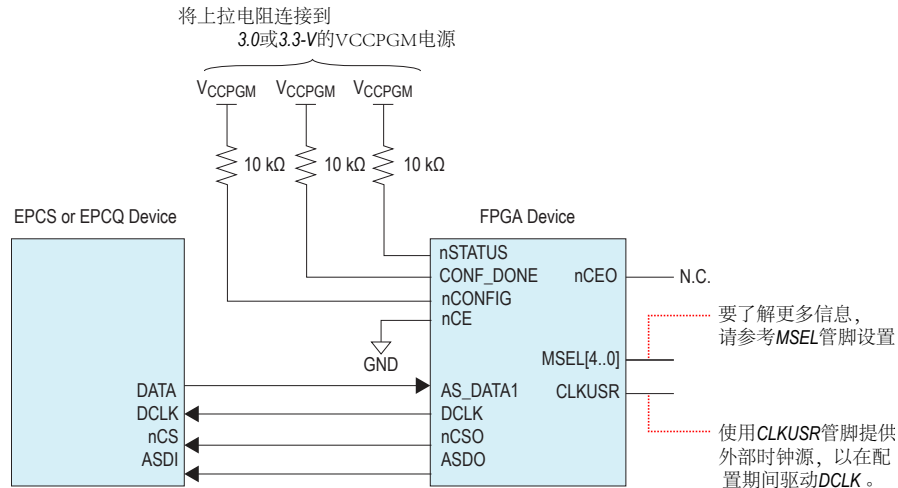 将上拉电阻连接到
3.0或3.3-V的VCCPGM电源
VCCPGM VCCPGM VCCPGM
10 kΩ 10 kΩ 10 kΩ
EPCS or EPCQ Device
FPGA Device
nSTATUS
CONF_DONE
nCEO
N.C.
nCONFIG
nCE
GND
要了解更多信息，
请参考MSEL管脚设置
MSEL[4..0]
DATA
AS_DATA1
CLKUSR
DCLK
DCLK
nCS
nCSO
ASDI
ASDO
使用CLKUSR管脚提供
外部时钟源，以在配
置期间驱动DCLK。